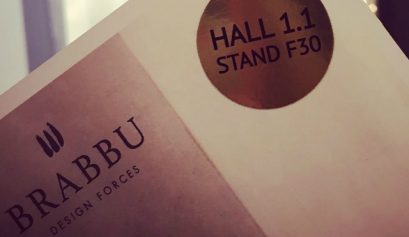 HALL 1.1
STAND F30
BRABBU
DESIGN FORCES